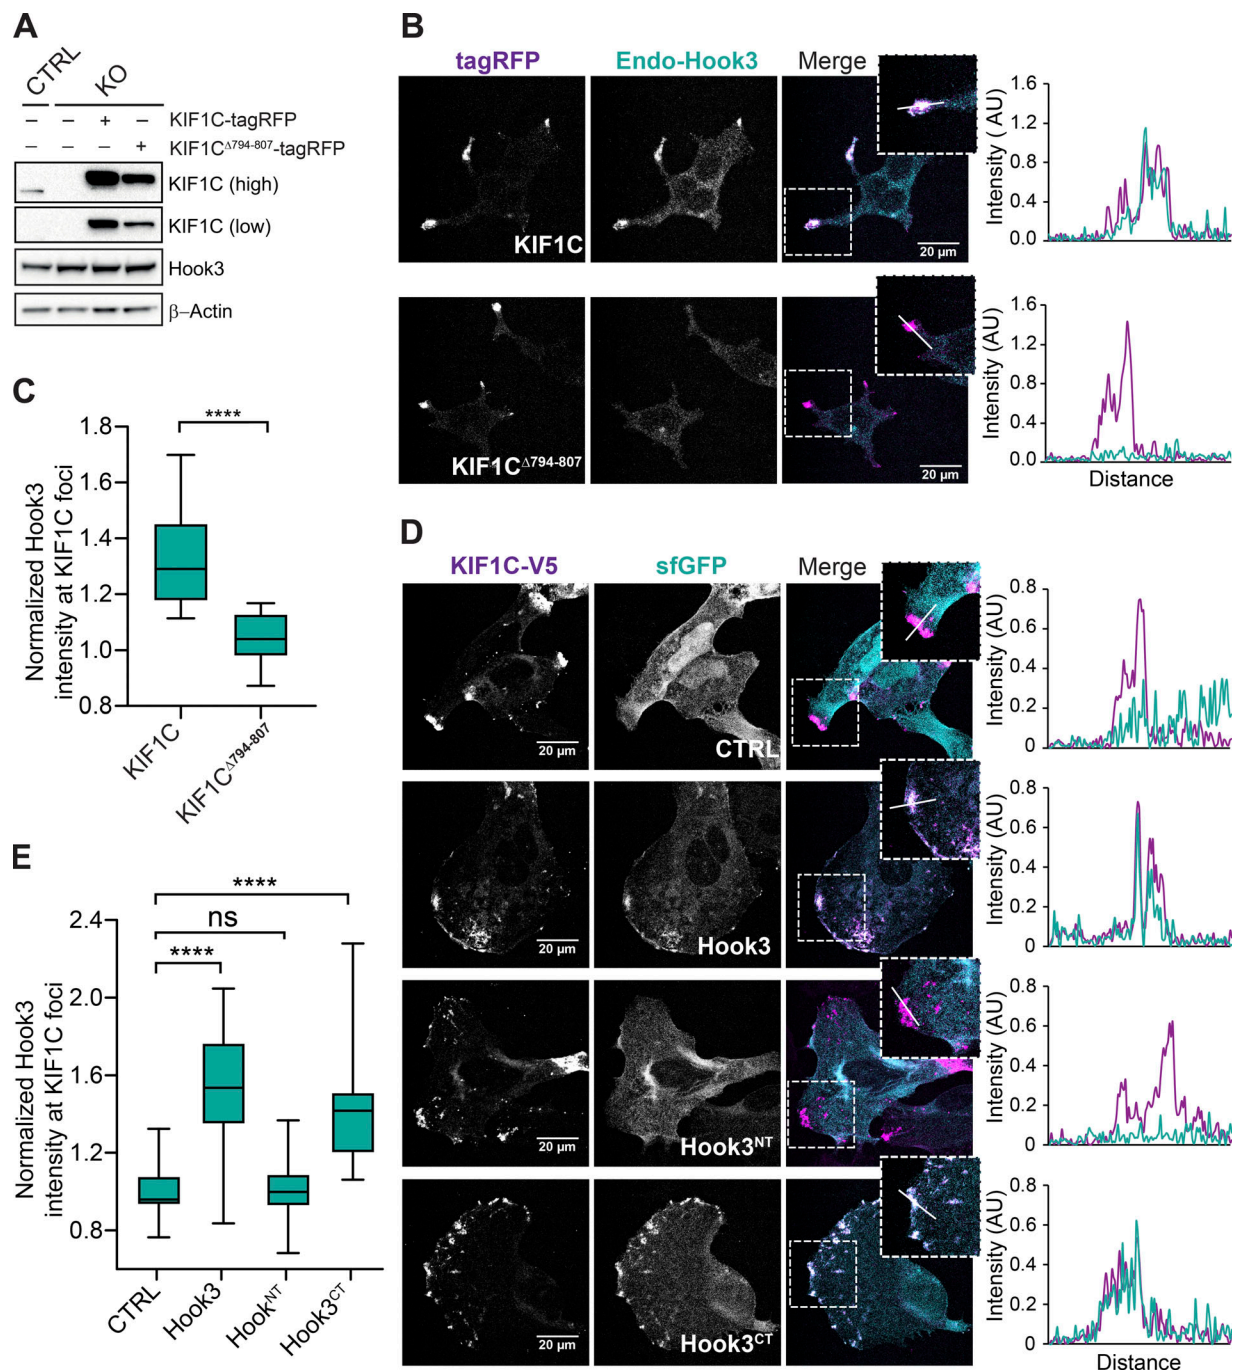 A
CTRL
KO
– – + – KIF1C-tagRFP
– – – + KIF1CΔ794-807-tagRFP
KIF1C (high)
KIF1C (low)
Hook3
β–Actin
B
tagRFP Endo-Hook3 Merge
KIF1C
20 μm
Intensity ( AU)
1.6
1.2
0.8
0.4
0.0
KIF1CΔ794-807
20 μm
Intensity (AU)
1.6
1.2
0.8
0.4
0.0
Distance
C
Normalized Hook3
intensity at KIF1C foci
****
1.8
1.6
1.4
1.2
1.0
0.8
KIF1C
KIF1CΔ794-807
D
KIF1C-V5 sfGFP Merge
20 μm
CTRL
Intensity (AU)
0.8
0.6
0.4
0.2
0
20 μm
Hook3
Intensity (AU)
0.8
0.6
0.4
0.2
0
20 μm
Hook3NT
Intensity (AU)
0.8
0.6
0.4
0.2
0
20 μm
Hook3CT
Intensity (AU)
0.8
0.6
0.4
0.2
0
Distance
E
Normalized Hook3
intensity at KIF1C foci
****
ns
****
2.4
2.0
1.6
1.2
0.8
CTRL
Hook3
HookNT
Hook3CT